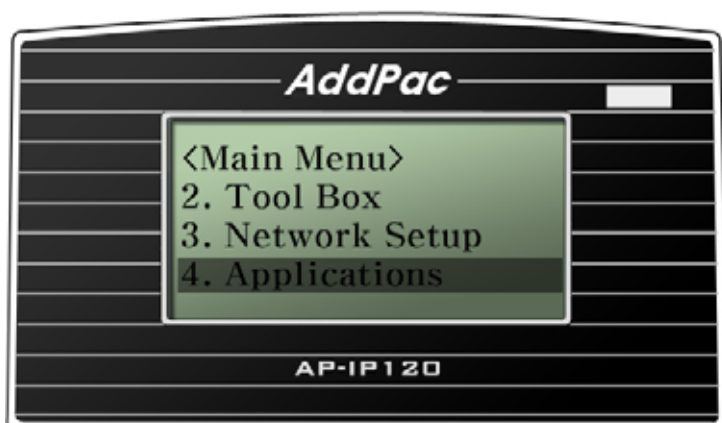 AddPac
<Main Menu>
2. Tool Box
3. Network Setup
4. Applications
AP-IP120